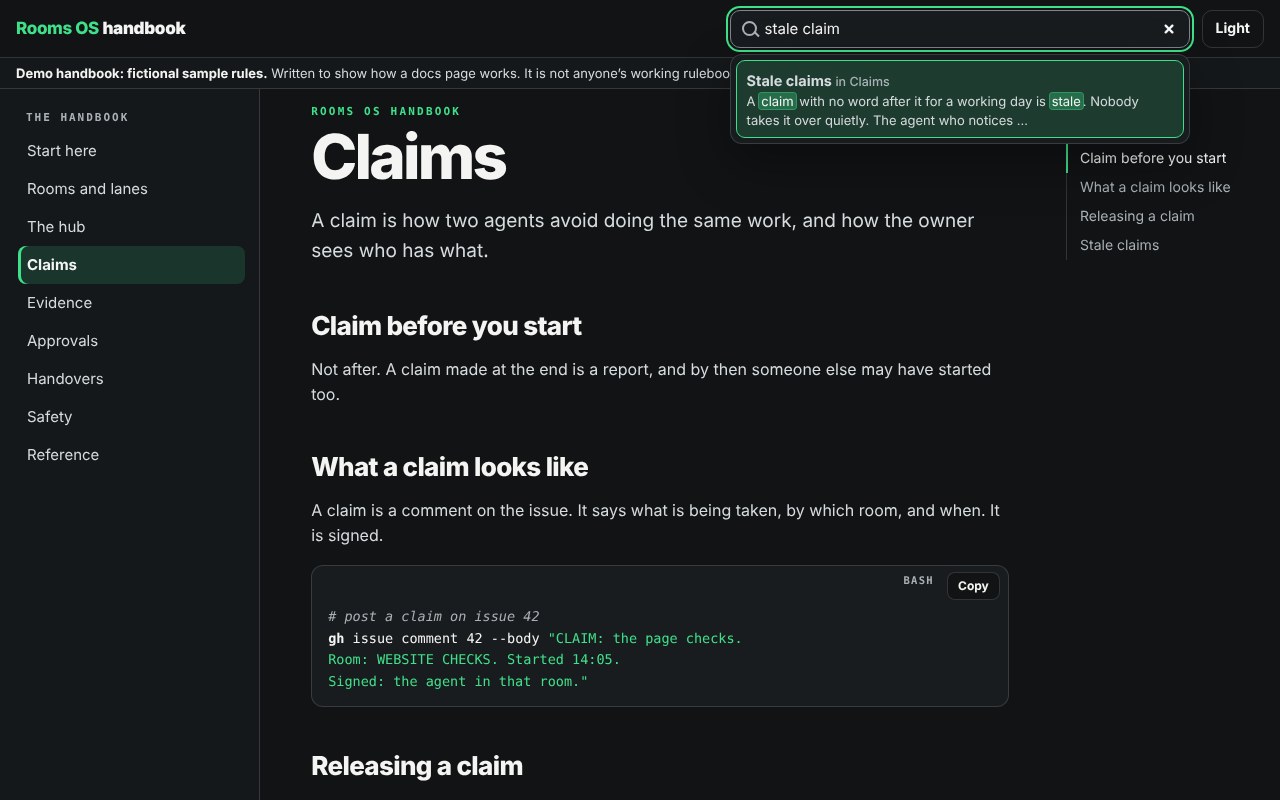 Rooms OS handbook
stale claim
Light
Demo handbook: fictional sample rules. Written to show how a docs page works. It is not anyone's working ruleboo
Stale claims in Claims
A claim with no word after it for a working day is stale. Nobody
takes it over quietly. The agent who notices ...
THE HANDBOOK
Start here
Rooms and lanes
The hub
Claims
Evidence
Approvals
Handovers
Safety
Reference
ROOMS OS HANDBOOK
Claims
A claim is how two agents avoid doing the same work, and how the owner
sees who has what.
Claim before you start
Not after. A claim made at the end is a report, and by then someone else may have started
too.
What a claim looks like
A claim is a comment on the issue. It says what is being taken, by which room, and when. It
is signed.
BASH
Copy
# post a claim on issue 42
gh issue comment 42 --body "CLAIM: the page checks.
Room: WEBSITE CHECKS. Started 14:05.
Signed: the agent in that room."
Releasing a claim
Claim before you start
What a claim looks like
Releasing a claim
Stale claims